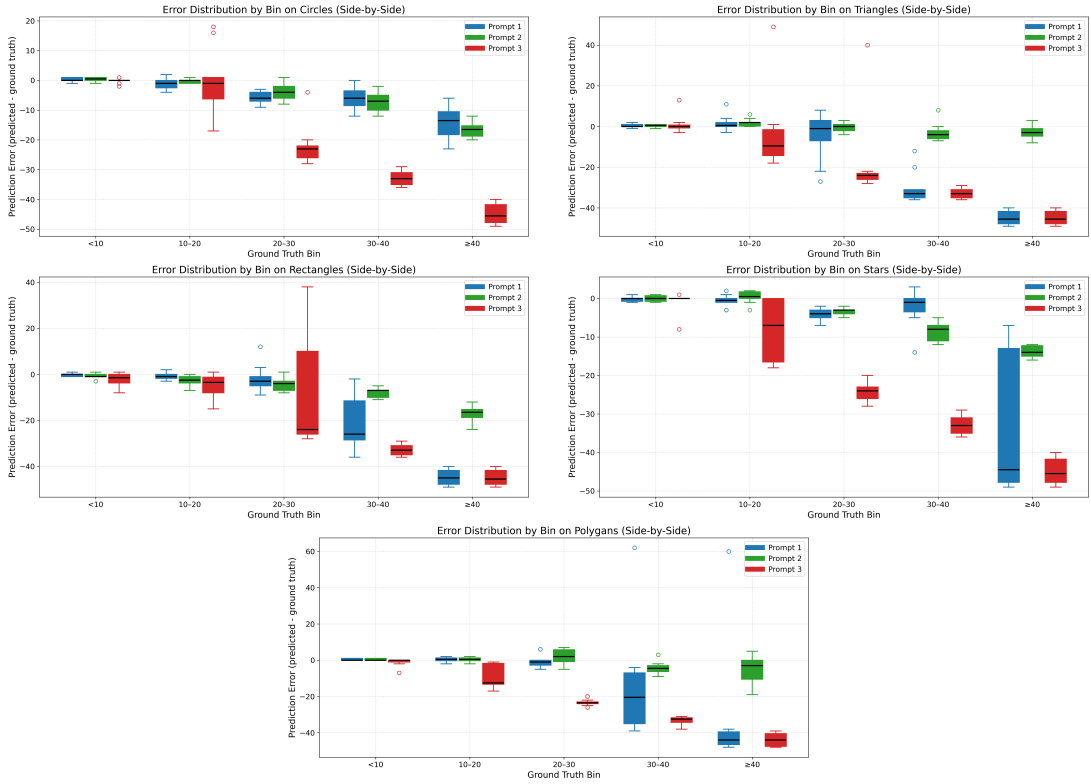 Error Distribution by Bin on Circles (Side-by-Side)
Prediction Error (predicted - ground truth)
20
10
0
−10
−20
−30
−40
−50
Prompt 1
Prompt 2
Prompt 3
<10
10–20
20–30
30–40
≥40
Ground Truth Bin
Error Distribution by Bin on Triangles (Side-by-Side)
Prediction Error (predicted - ground truth)
40
20
0
−20
−40
Prompt 1
Prompt 2
Prompt 3
<10
10–20
20–30
30–40
≥40
Ground Truth Bin
Error Distribution by Bin on Rectangles (Side-by-Side)
Prediction Error (predicted - ground truth)
40
20
0
−20
−40
Prompt 1
Prompt 2
Prompt 3
<10
10–20
20–30
30–40
≥40
Ground Truth Bin
Error Distribution by Bin on Stars (Side-by-Side)
Prediction Error (predicted - ground truth)
0
−10
−20
−30
−40
−50
Prompt 1
Prompt 2
Prompt 3
<10
10–20
20–30
30–40
≥40
Ground Truth Bin
Error Distribution by Bin on Polygans (Side-by-Side)
Prediction Error (predicted - ground truth)
60
40
20
0
−20
−40
Prompt 1
Prompt 2
Prompt 3
<10
10–20
20–30
30–40
≥40
Ground Truth Bin